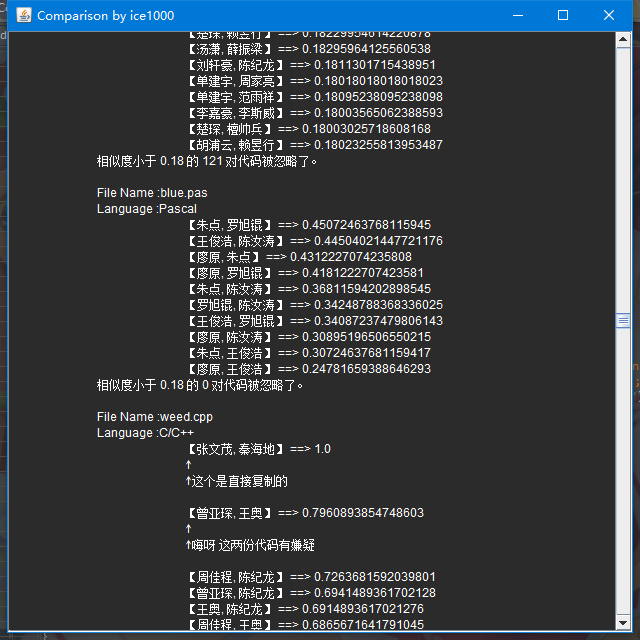 Comparison by ice1000
【楚琛, 赖昱行】 ==> 0.18229954614220878
【汤潇, 薛振梁】 ==> 0.18295964125560538
【刘轩豪, 陈纪龙】 ==> 0.1811301715438951
【单建宇, 周家亮】 ==> 0.18018018018018023
【单建宇, 范雨祥】 ==> 0.18095238095238098
【李嘉豪, 李斯威】 ==> 0.18003565062388593
【楚琛, 檀帅兵】 ==> 0.18003025718608168
【胡浦云, 赖昱行】 ==> 0.18023255813953487
相似度小于 0.18 的 121 对代码被忽略了。
File Name :blue.pas
Language :Pascal
【朱点, 罗旭锟】 ==> 0.45072463768115945
【王俊浩, 陈汝涛】 ==> 0.44504021447721176
【廖原, 朱点】 ==> 0.4312227074235808
【廖原, 罗旭锟】 ==> 0.4181222707423581
【朱点, 陈汝涛】 ==> 0.36811594202898545
【罗旭锟, 陈汝涛】 ==> 0.34248788368336025
【王俊浩, 罗旭锟】 ==> 0.34087237479806143
【廖原, 陈汝涛】 ==> 0.30895196506550215
【朱点, 王俊浩】 ==> 0.30724637681159417
【廖原, 王俊浩】 ==> 0.24781659388646293
相似度小于 0.18 的 0 对代码被忽略了。
File Name :weed.cpp
Language :C/C++
【张文茂, 秦海地】 ==> 1.0
↑
↑这个是直接复制的
【曾亚琛, 王奥】 ==> 0.7960893854748603
↑
↑嗨呀 这两份代码有嫌疑
【周佳程, 陈纪龙】 ==> 0.7263681592039801
【曾亚琛, 陈纪龙】 ==> 0.6941489361702128
【王奥, 陈纪龙】 ==> 0.6914893617021276
【周佳程, 王奥】 ==> 0.6865671641791045